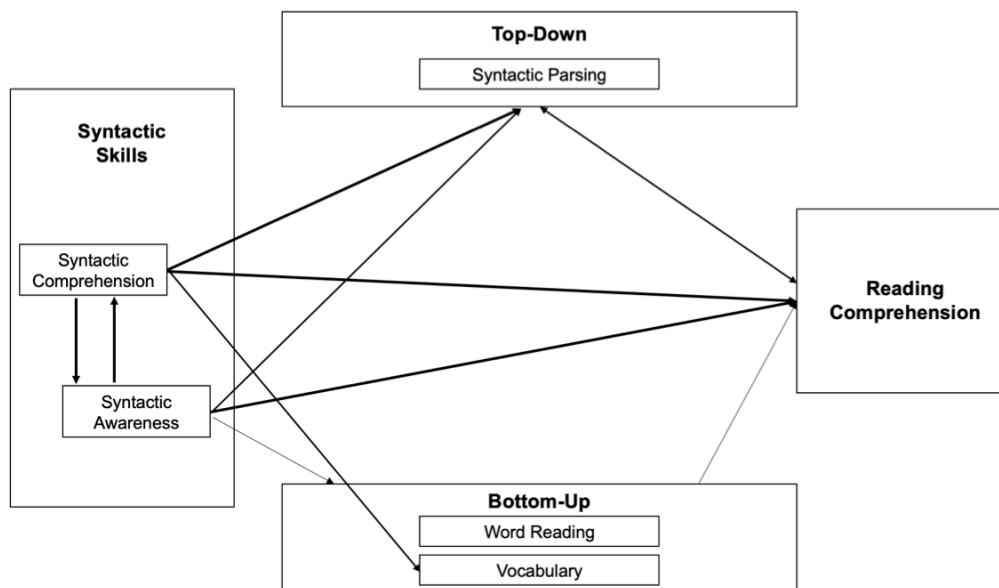 Top-Down
Syntactic Parsing
Syntactic
Skills
Syntactic
Comprehension
Syntactic
Awareness
Reading
Comprehension
Bottom-Up
Word Reading
Vocabulary